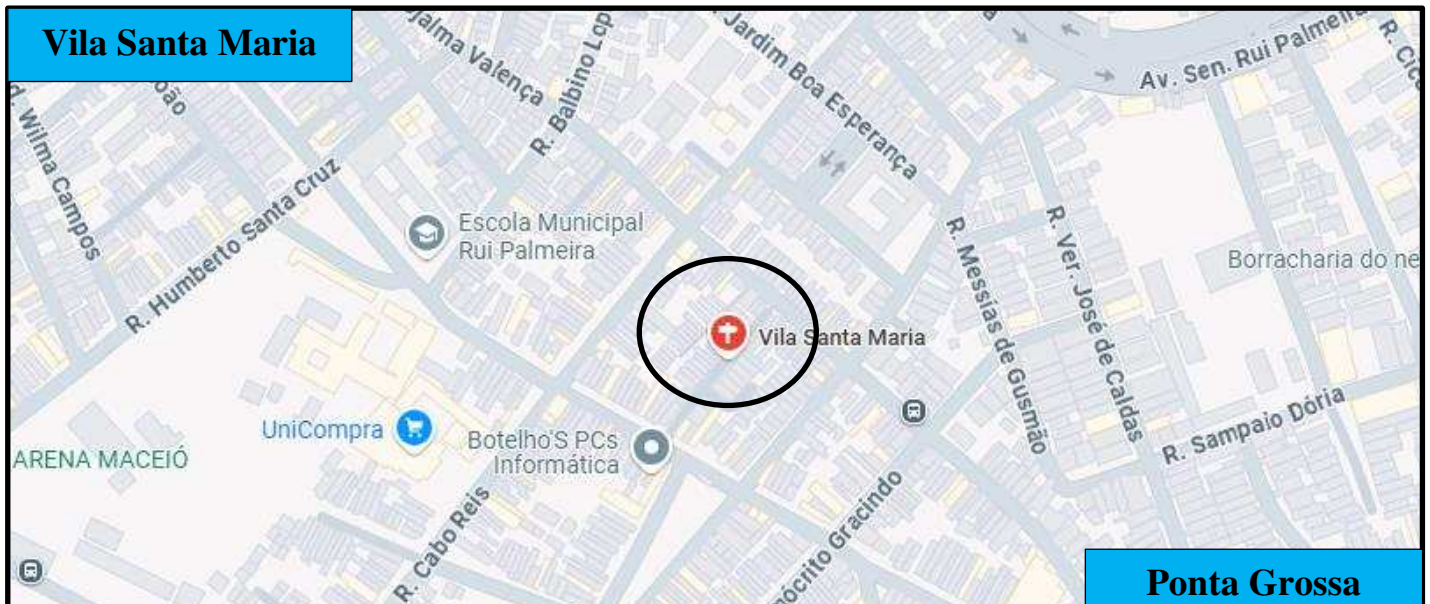 Vila Santa Maria
Valença
R. Balbino Lop
Jardim Boa Esperança
Av. Sen. Rui Palmeira
R. Cíc
Wilma Campos
R. Humberto Santa Cruz
Escola Municipal
Rui Palmeira
R. Messias de Gusmão
R. Ver. José de Caldas
Borracharia do ne
Vila Santa Maria
UniCompra
Botelho'S PCs
Informática
ARENA MACEIÓ
R. Sampaio Dória
R. Cabo Reis
pócrito Gracindo
Ponta Grossa